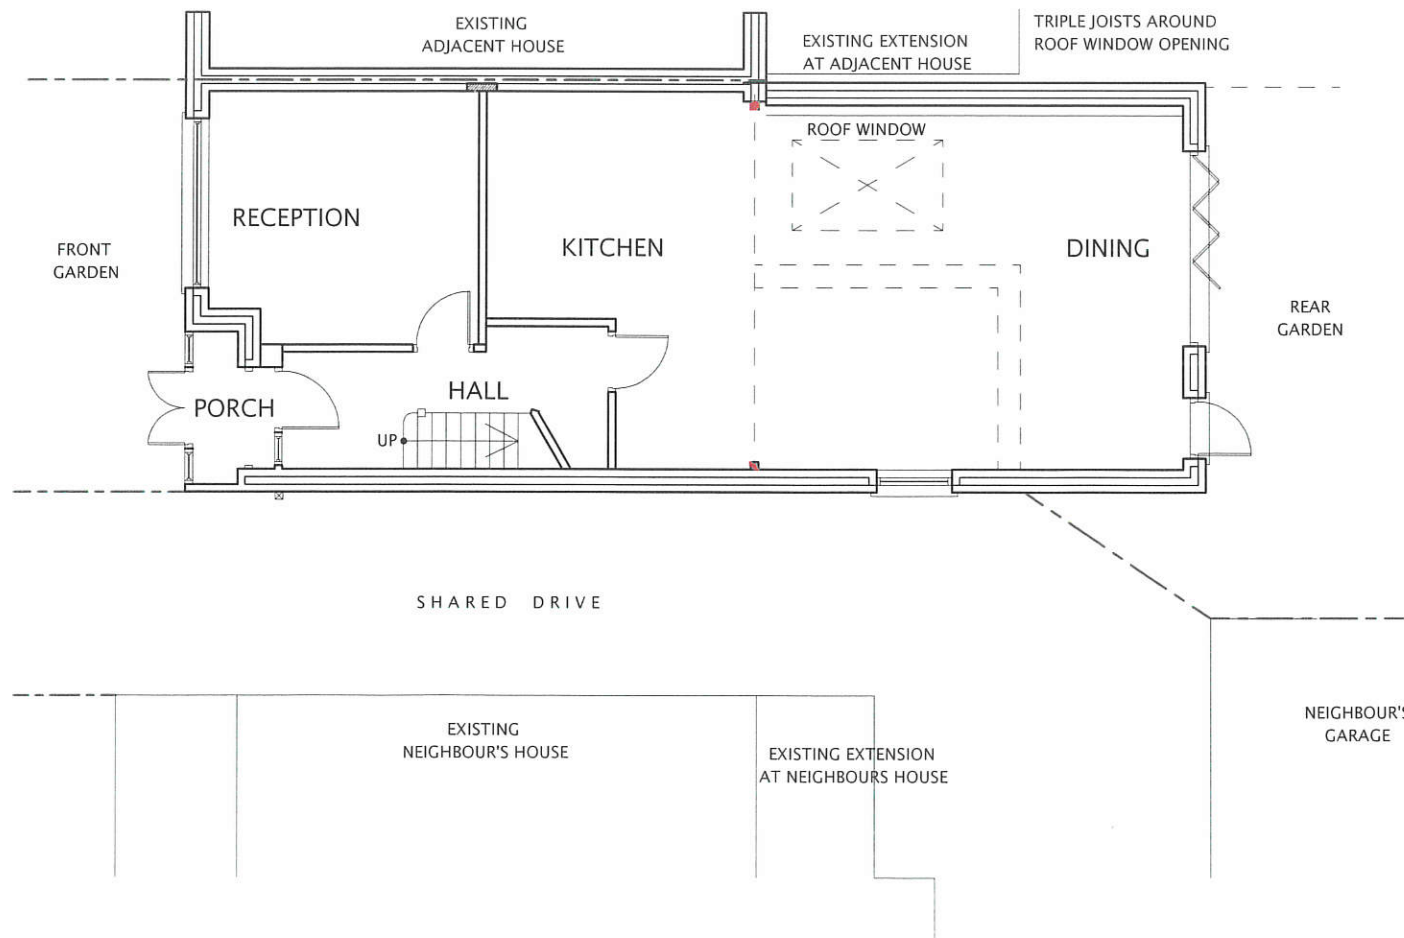 EXISTING
ADJACENT HOUSE
EXISTING EXTENSION
AT ADJACENT HOUSE
TRIPLE JOISTS AROUND
ROOF WINDOW OPENING
ROOF WINDOW
RECEPTION
KITCHEN
DINING
FRONT
GARDEN
REAR
GARDEN
HALL
PORCH
UP
SHARED DRIVE
EXISTING
NEIGHBOUR'S HOUSE
EXISTING EXTENSION
AT NEIGHBOURS HOUSE
NEIGHBOUR'S
GARAGE